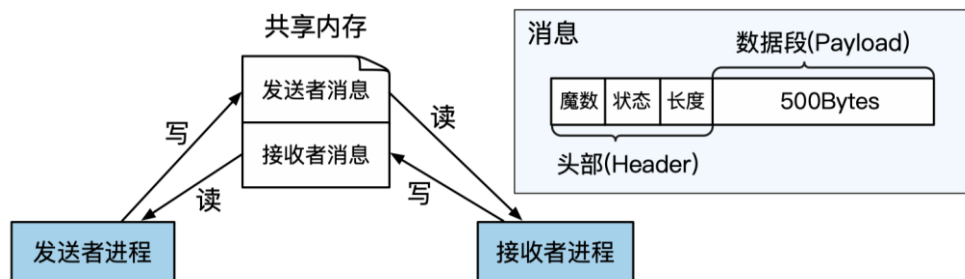 共享内存
发送者消息
接收者消息
写
读
读
写
发送者进程
接收者进程
消息
数据段(Payload)
魔数 状态 长度 500Bytes
头部(Header)